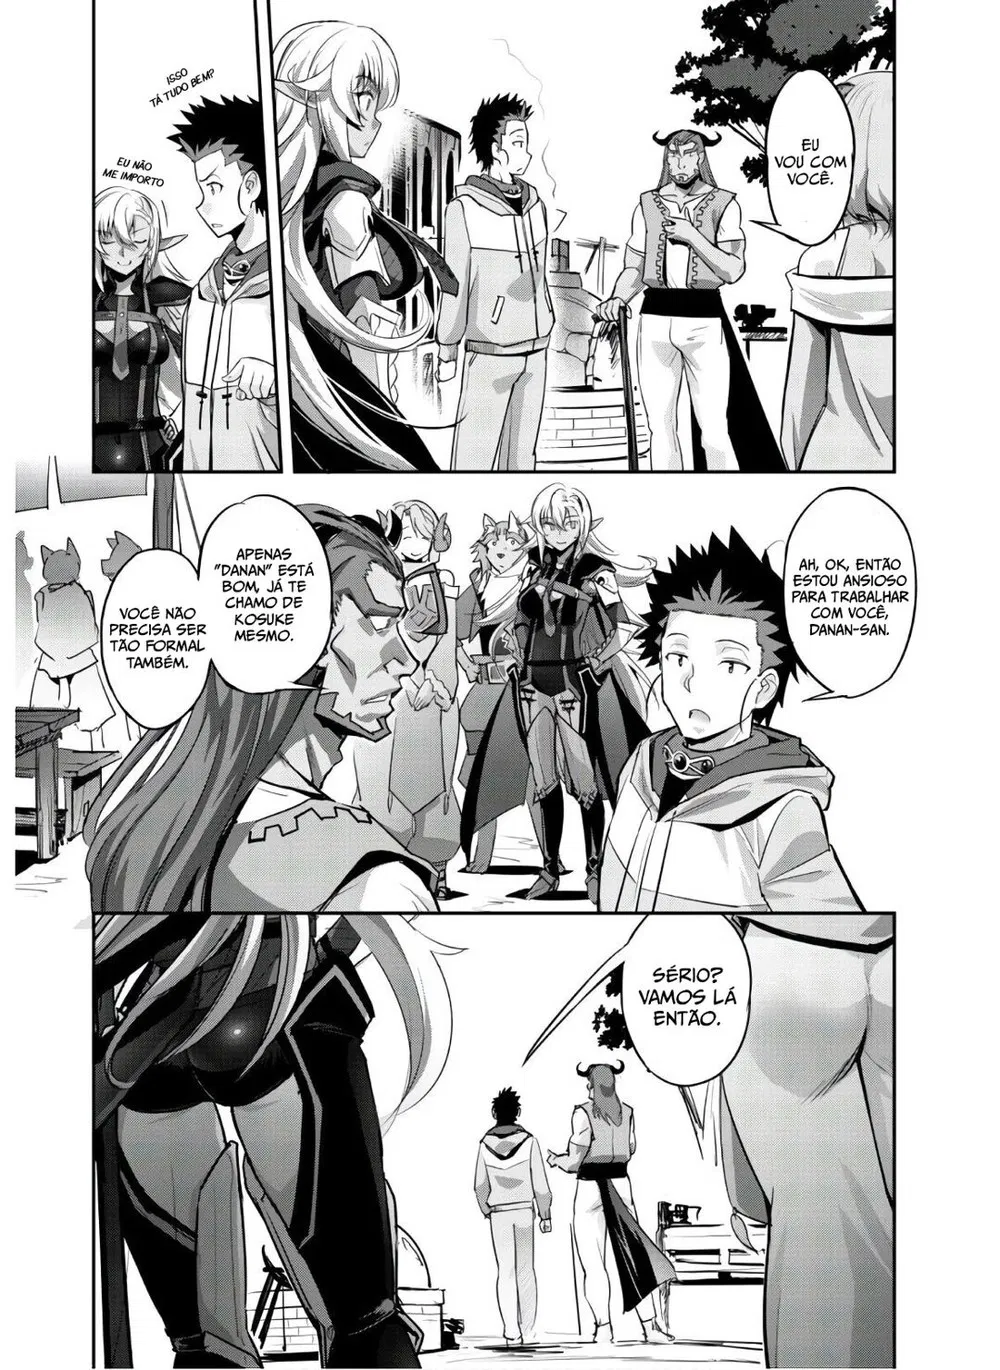 EU
VOU COM
VOCÊ.
ISSO
TÁ TUDO BEM?
EU NÃO
ME IMPORTO
AH, OK, ENTÃO
ESTOU ANSIOSO
PARA TRABALHAR
COM VOCÊ,
DANAN-SAN.
APENAS
"DANAN" ESTÁ
BOM, JÁ TE
CHAMO DE
KOSUKE
MESMO.
VOCÊ NÃO
PRECISA SER
TÃO FORMAL
TAMBÉM.
SÉRIO?
VAMOS LÁ
ENTÃO.